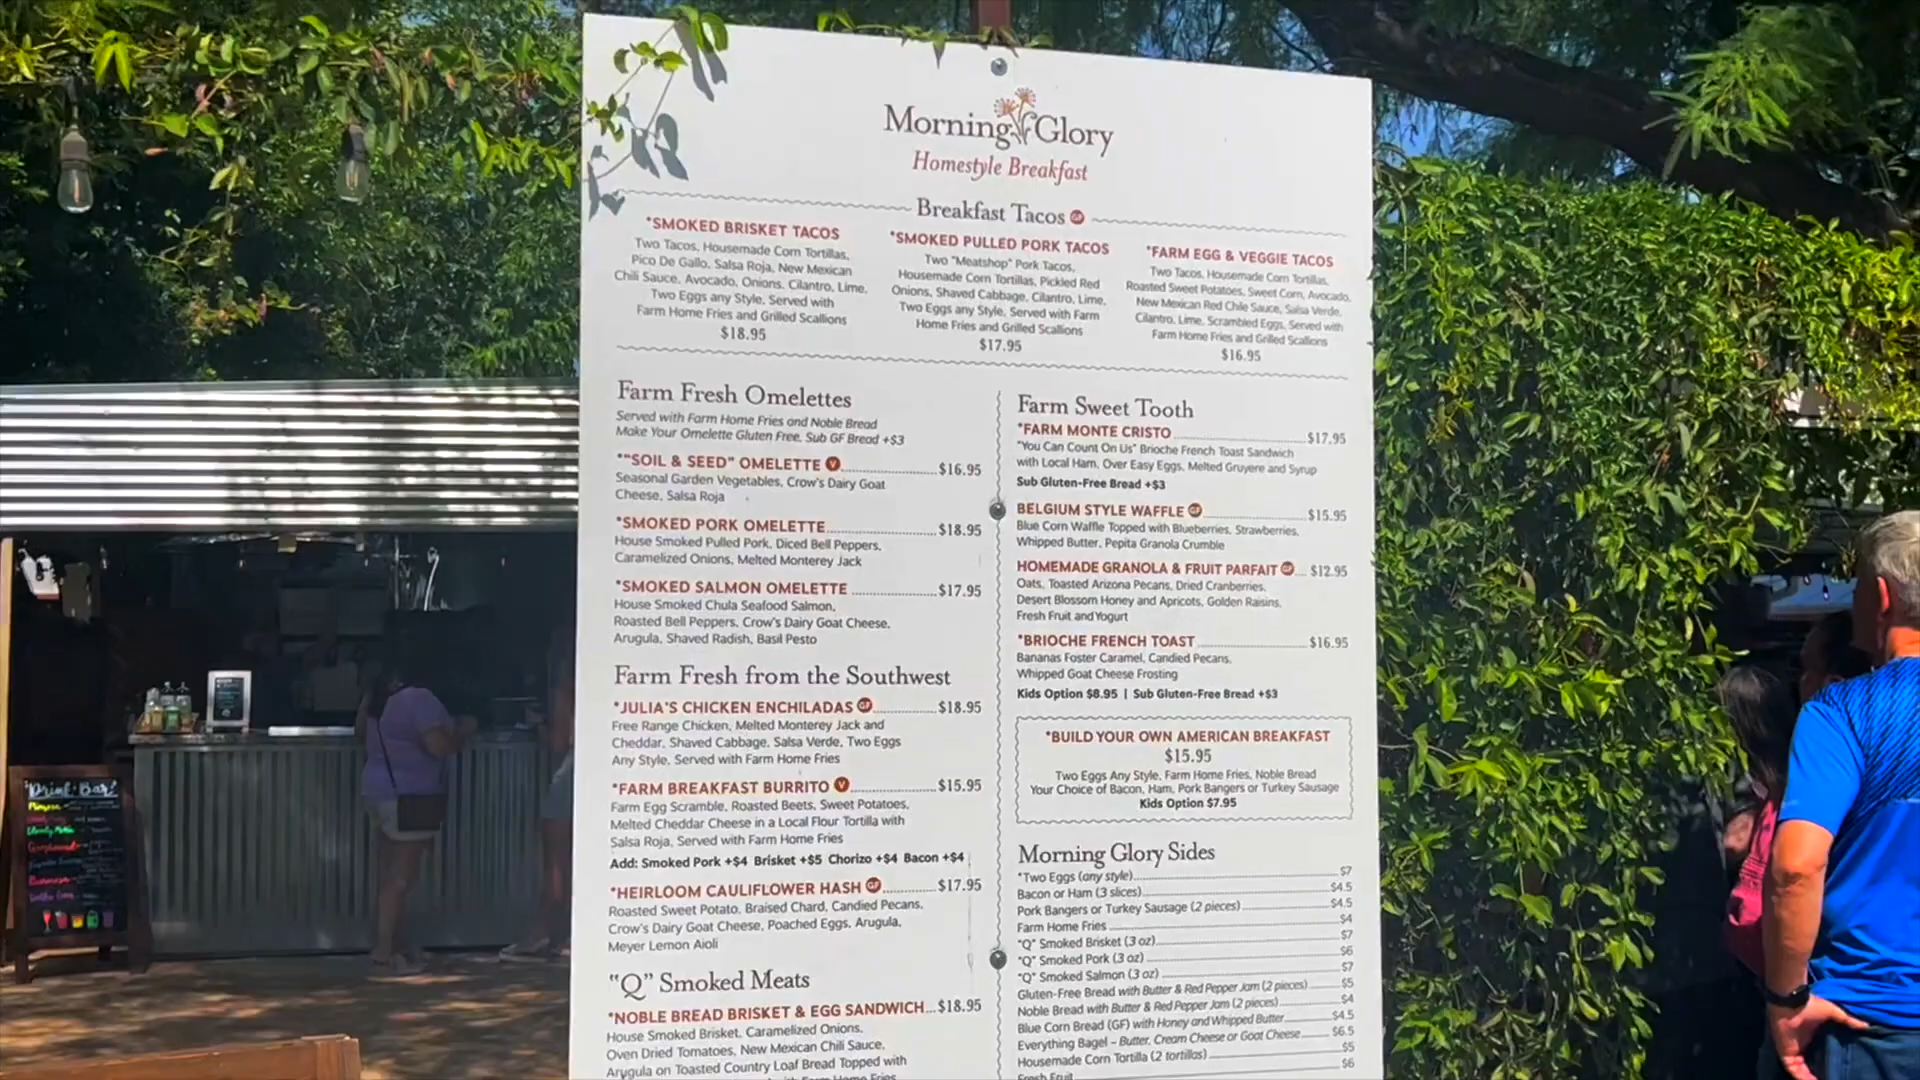 Morning Glory
Homestyle Breakfast
Breakfast Tacos GF
*SMOKED BRISKET TACOS
Two Tacos, Housemade Corn Tortillas,
Pico De Gallo, Salsa Roja, New Mexican
Chili Sauce, Avocado, Onions, Cilantro, Lime,
Two Eggs any Style, Served with
Farm Home Fries and Grilled Scallions
$18.95
*SMOKED PULLED PORK TACOS
Two "Meatshop" Pork Tacos,
Housemade Corn Tortillas, Pickled Red
Onions, Shaved Cabbage, Cilantro, Lime,
Two Eggs any Style, Served with Farm
Home Fries and Grilled Scallions
$17.95
*FARM EGG & VEGGIE TACOS
Two Tacos, Housemade Corn Tortillas,
Roasted Sweet Potatoes, Sweet Corn, Avocado,
New Mexican Red Chile Sauce, Salsa Verde,
Cilantro, Lime, Scrambled Eggs, Served with
Farm Home Fries and Grilled Scallions
$16.95
Farm Fresh Omelettes
Served with Farm Home Fries and Noble Bread
Make Your Omelette Gluten Free, Sub GF Bread +$3
*"SOIL & SEED" OMELETTE V $16.95
Seasonal Garden Vegetables, Crow's Dairy Goat
Cheese, Salsa Roja
*SMOKED PORK OMELETTE $18.95
House Smoked Pulled Pork, Diced Bell Peppers,
Caramelized Onions, Melted Monterey Jack
*SMOKED SALMON OMELETTE $17.95
House Smoked Chula Seafood Salmon,
Roasted Bell Peppers, Crow's Dairy Goat Cheese,
Arugula, Shaved Radish, Basil Pesto
Farm Fresh from the Southwest
*JULIA'S CHICKEN ENCHILADAS GF $18.95
Free Range Chicken, Melted Monterey Jack and
Cheddar, Shaved Cabbage, Salsa Verde, Two Eggs
Any Style, Served with Farm Home Fries
*FARM BREAKFAST BURRITO V $15.95
Farm Egg Scramble, Roasted Beets, Sweet Potatoes,
Melted Cheddar Cheese in a Local Flour Tortilla with
Salsa Roja, Served with Farm Home Fries
Add: Smoked Pork +$4 Brisket +$5 Chorizo +$4 Bacon +$4
*HEIRLOOM CAULIFLOWER HASH GF $17.95
Roasted Sweet Potato, Braised Chard, Candied Pecans,
Crow's Dairy Goat Cheese, Poached Eggs, Arugula,
Meyer Lemon Aioli
"Q" Smoked Meats
*NOBLE BREAD BRISKET & EGG SANDWICH $18.95
House Smoked Brisket, Caramelized Onions,
Oven Dried Tomatoes, New Mexican Chili Sauce,
Arugula on Toasted Country Loaf Bread Topped with
Farm Home Fries
Farm Sweet Tooth
*FARM MONTE CRISTO $17.95
"You Can Count On Us" Brioche French Toast Sandwich
with Local Ham, Over Easy Eggs, Melted Gruyere and Syrup
Sub Gluten-Free Bread +$3
BELGIUM STYLE WAFFLE GF $15.95
Blue Corn Waffle Topped with Blueberries, Strawberries,
Whipped Butter, Pepita Granola Crumble
HOMEMADE GRANOLA & FRUIT PARFAIT GF $12.95
Oats, Toasted Arizona Pecans, Dried Cranberries,
Desert Blossom Honey and Apricots, Golden Raisins,
Fresh Fruit and Yogurt
*BRIOCHE FRENCH TOAST $16.95
Bananas Foster Caramel, Candied Pecans,
Whipped Goat Cheese Frosting
Kids Option $8.95 | Sub Gluten-Free Bread +$3
*BUILD YOUR OWN AMERICAN BREAKFAST
$15.95
Two Eggs Any Style, Farm Home Fries, Noble Bread
Your Choice of Bacon, Ham, Pork Bangers or Turkey Sausage
Kids Option $7.95
Morning Glory Sides
*Two Eggs (any style) $7
Bacon or Ham (3 slices) $4.5
Pork Bangers or Turkey Sausage (2 pieces) $4.5
Farm Home Fries $4
"Q" Smoked Brisket (3 oz) $7
"Q" Smoked Pork (3 oz) $6
"Q" Smoked Salmon (3 oz) $7
Gluten-Free Bread with Butter & Red Pepper Jam (2 pieces) $5
Noble Bread with Butter & Red Pepper Jam (2 pieces) $4
Blue Corn Bread (GF) with Honey and Whipped Butter $4.5
Everything Bagel – Butter, Cream Cheese or Goat Cheese $6.5
Housemade Corn Tortilla (2 tortillas) $5
Fresh Fruit $6
Drink Bar